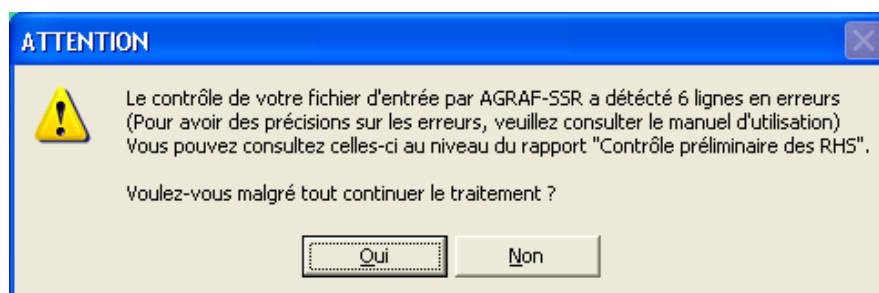 ATTENTION
Le contrôle de votre fichier d'entrée par AGRAF-SSR a détécté 6 lignes en erreurs
(Pour avoir des précisions sur les erreurs, veuillez consulter le manuel d'utilisation)
Vous pouvez consultez celles-ci au niveau du rapport "Contrôle préliminaire des RHS".
Voulez-vous malgré tout continuer le traitement ?
Oui
Non